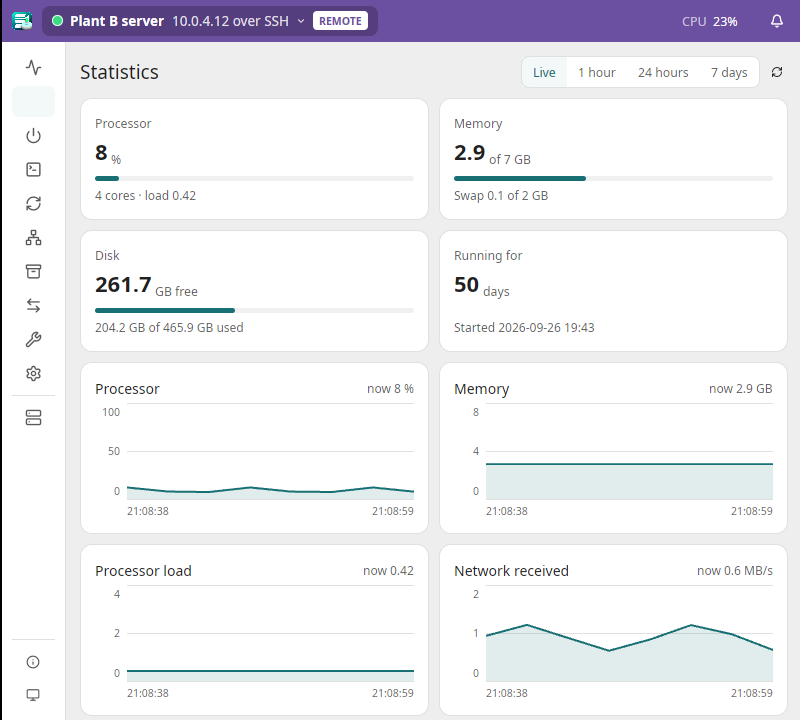 Plant B server 10.0.4.12 over SSH REMOTE CPU 23%
Statistics Live 1 hour 24 hours 7 days
Processor
8 %
4 cores · load 0.42
Memory
2.9 of 7 GB
Swap 0.1 of 2 GB
Disk
261.7 GB free
204.2 GB of 465.9 GB used
Running for
50 days
Started 2026-09-26 19:43
Processor now 8 %
100
50
0
21:08:38 21:08:59
Memory now 2.9 GB
8
4
0
21:08:38 21:08:59
Processor load now 0.42
4
2
0
21:08:38 21:08:59
Network received now 0.6 MB/s
2
1
0
21:08:38 21:08:59